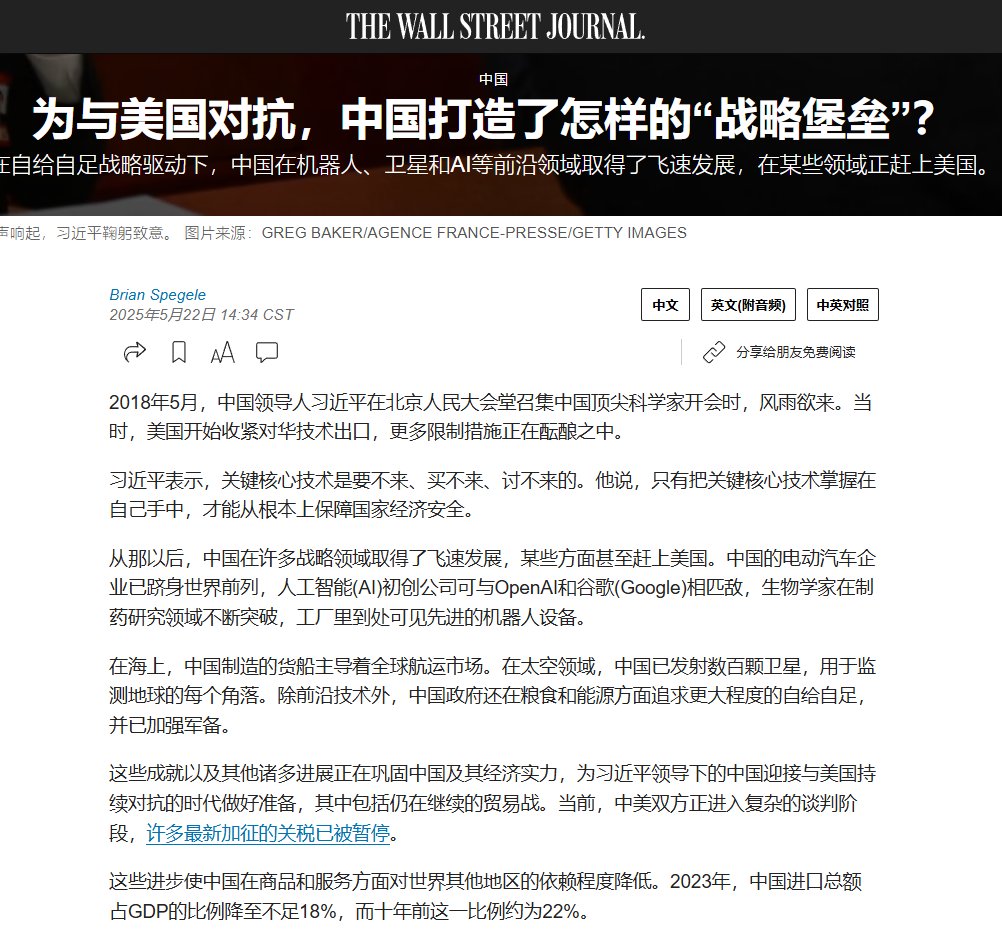 THE WALL STREET JOURNAL.
中国
为与美国对抗，中国打造了怎样的“战略堡垒”？
在自给自足战略驱动下，中国在机器人、卫星和AI等前沿领域取得了飞速发展，在某些领域正赶上美国。
声响起，习近平鞠躬致意。 图片来源：GREG BAKER/AGENCE FRANCE-PRESSE/GETTY IMAGES
Brian Spegele
2025年5月22日 14:34 CST
中文
英文(附音频)
中英对照
AA
分享给朋友免费阅读
2018年5月，中国领导人习近平在北京人民大会堂召集中国顶尖科学家开会时，风雨欲来。当
时，美国开始收紧对华技术出口，更多限制措施正在酝酿之中。
习近平表示，关键核心技术是要不来、买不来、讨不来的。他说，只有把关键核心技术掌握在
自己手中，才能从根本上保障国家经济安全。
从那以后，中国在许多战略领域取得了飞速发展，某些方面甚至赶上美国。中国的电动汽车企
业已跻身世界前列，人工智能(AI)初创公司可与OpenAI和谷歌(Google)相匹敌，生物学家在制
药研究领域不断突破，工厂里到处可见先进的机器人设备。
在海上，中国制造的货船主导着全球航运市场。在太空领域，中国已发射数百颗卫星，用于监
测地球的每个角落。除前沿技术外，中国政府还在粮食和能源方面追求更大程度的自给自足，
并已加强军备。
这些成就以及其他诸多进展正在巩固中国及其经济实力，为习近平领导下的中国迎接与美国持
续对抗的时代做好准备，其中包括仍在继续的贸易战。当前，中美双方正进入复杂的谈判阶
段，许多最新加征的关税已被暂停。
这些进步使中国在商品和服务方面对世界其他地区的依赖程度降低。2023年，中国进口总额
占GDP的比例降至不足18%，而十年前这一比例约为22%。